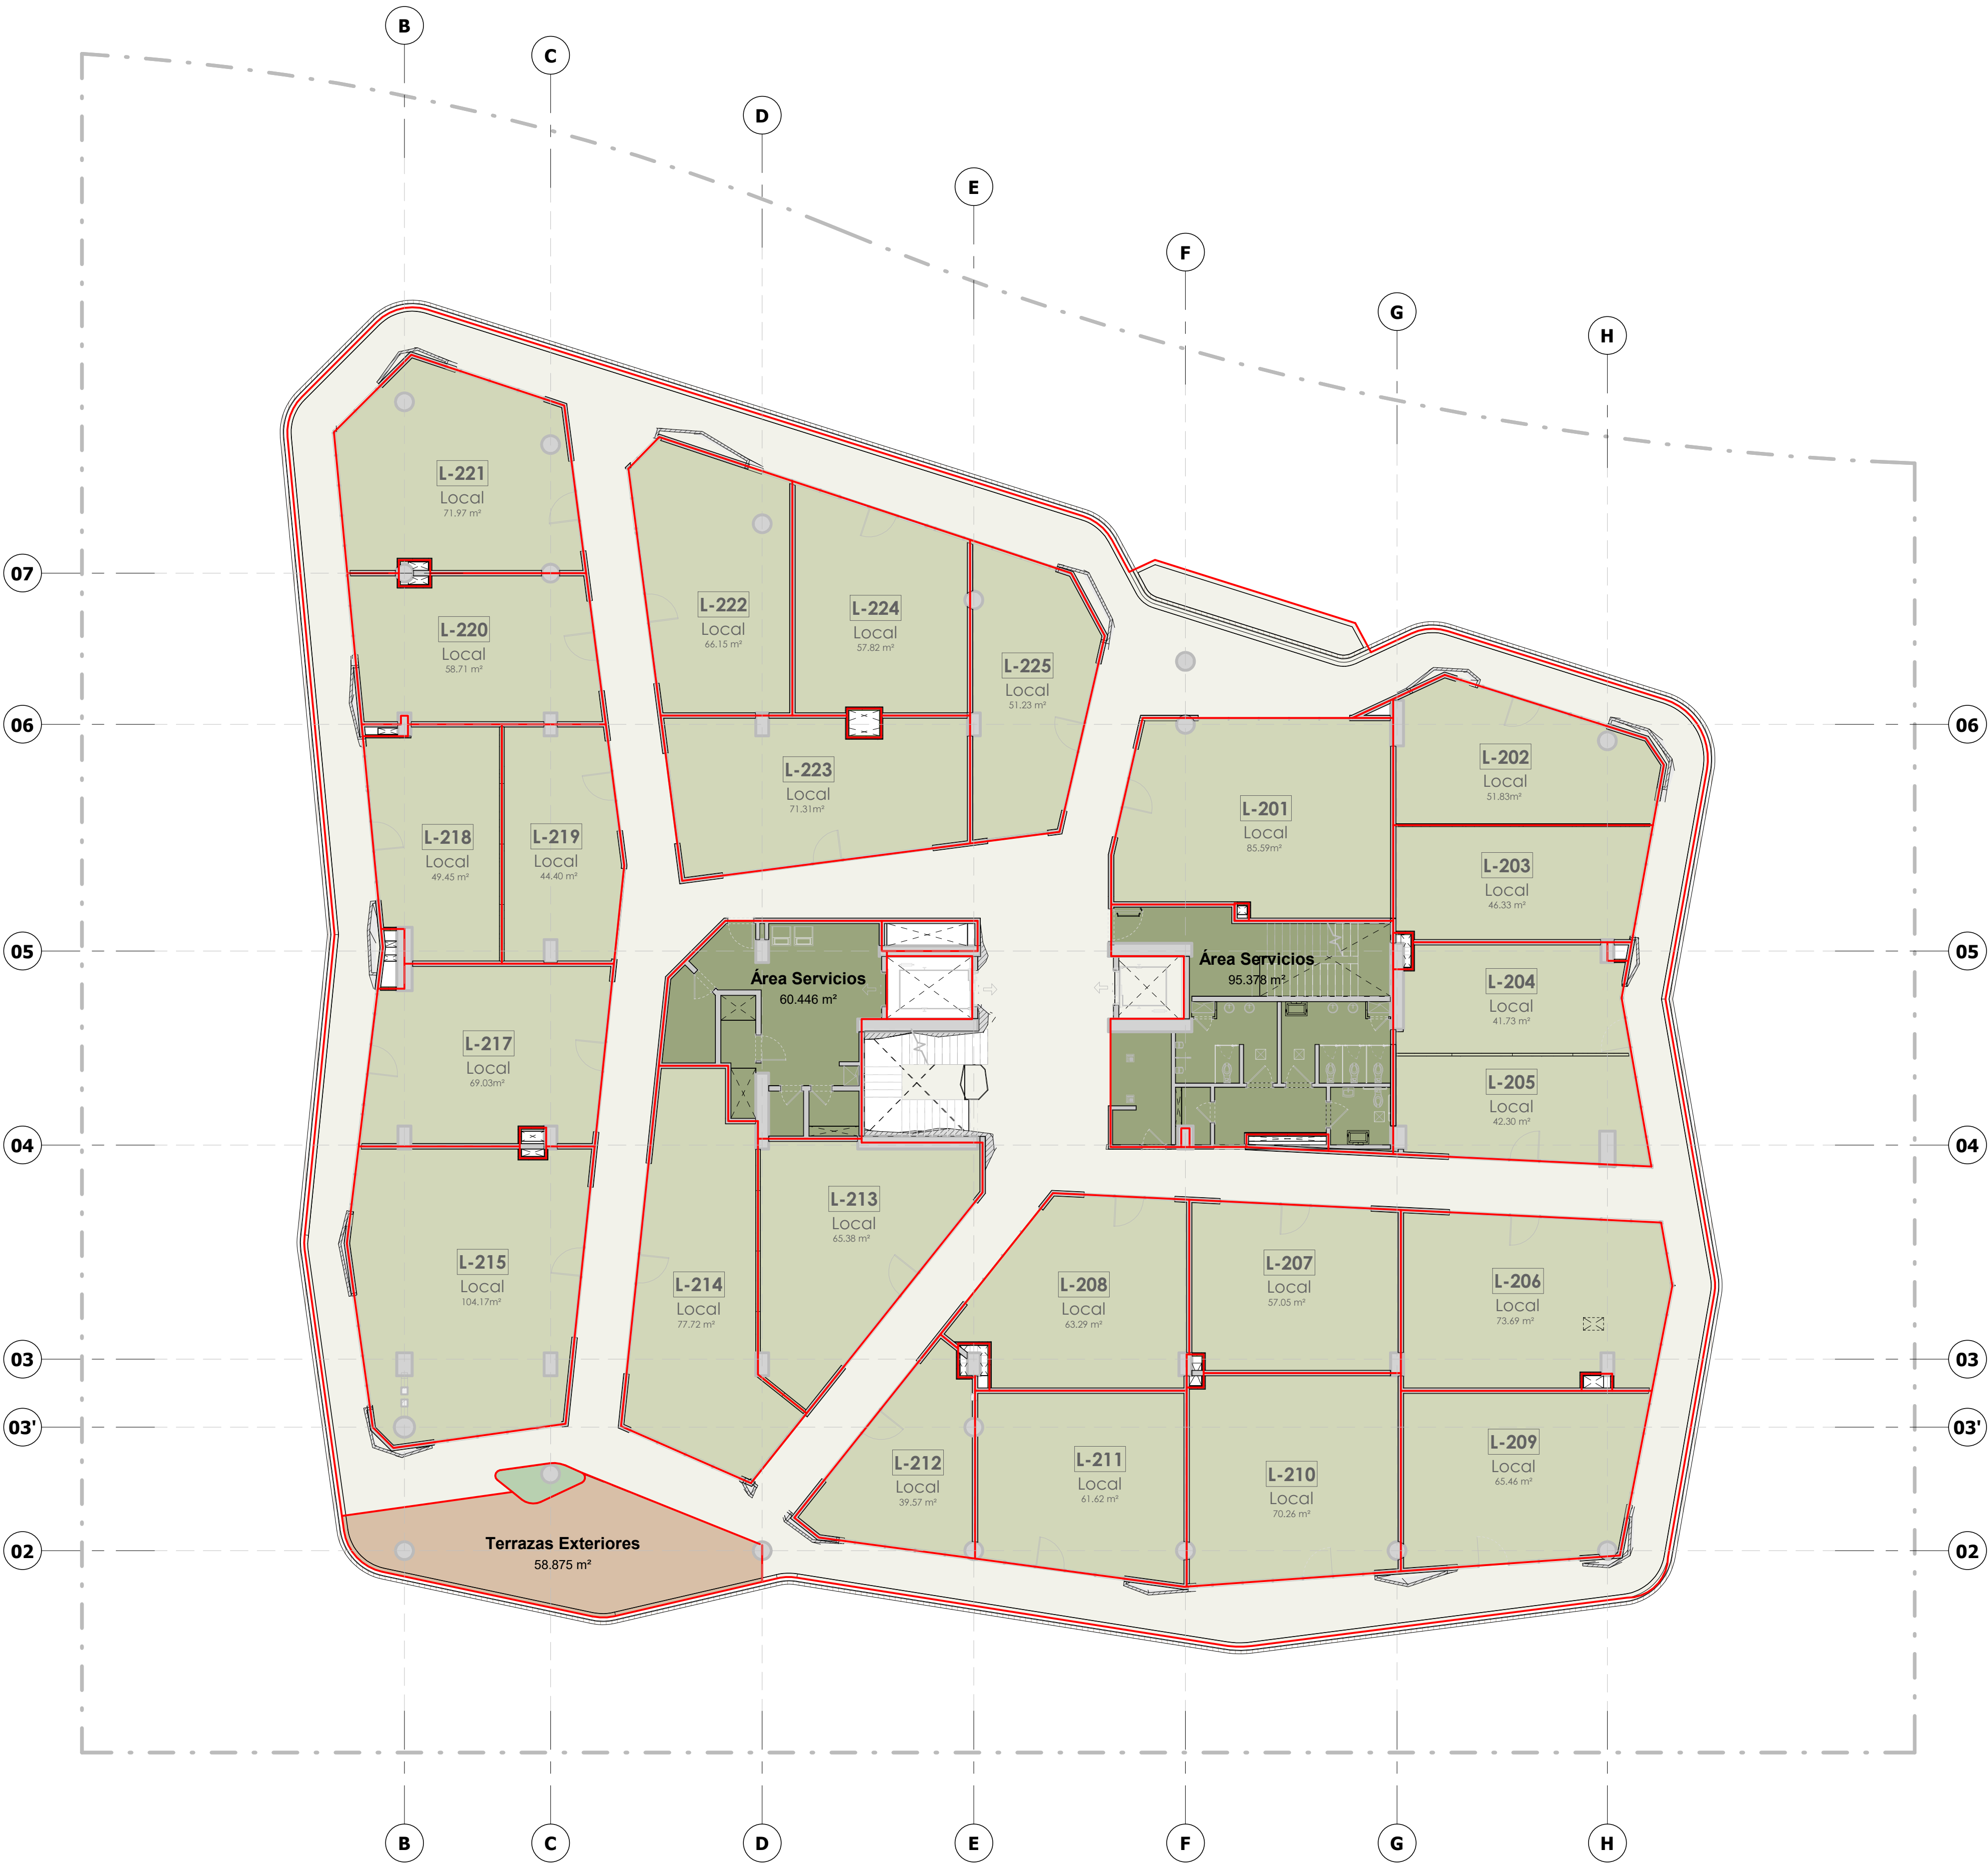 B
C
D
E
F
G
H
L-221
Local
71.97 m²
07
L-220
Local
58.71 m²
L-222
Local
66.15 m²
L-224
Local
57.82 m²
L-225
Local
51.23 m²
06
06
L-223
Local
71.31m²
L-202
Local
51.83m²
L-201
Local
85.59m²
L-218
Local
49.45 m²
L-219
Local
44.40 m²
L-203
Local
46.33 m²
05
05
Área Servicios
60.446 m²
Área Servicios
95.378 m²
L-204
Local
41.73 m²
L-217
Local
69.03m²
L-205
Local
42.30 m²
04
04
L-213
Local
65.38 m²
L-215
Local
104.17m²
L-214
Local
77.72 m²
L-208
Local
63.29 m²
L-207
Local
57.05 m²
L-206
Local
73.69 m²
03
03
03'
03'
L-212
Local
39.57 m²
L-211
Local
61.62 m²
L-210
Local
70.26 m²
L-209
Local
65.46 m²
Terrazas Exteriores
58.875 m²
02
02
B
C
D
E
F
G
H